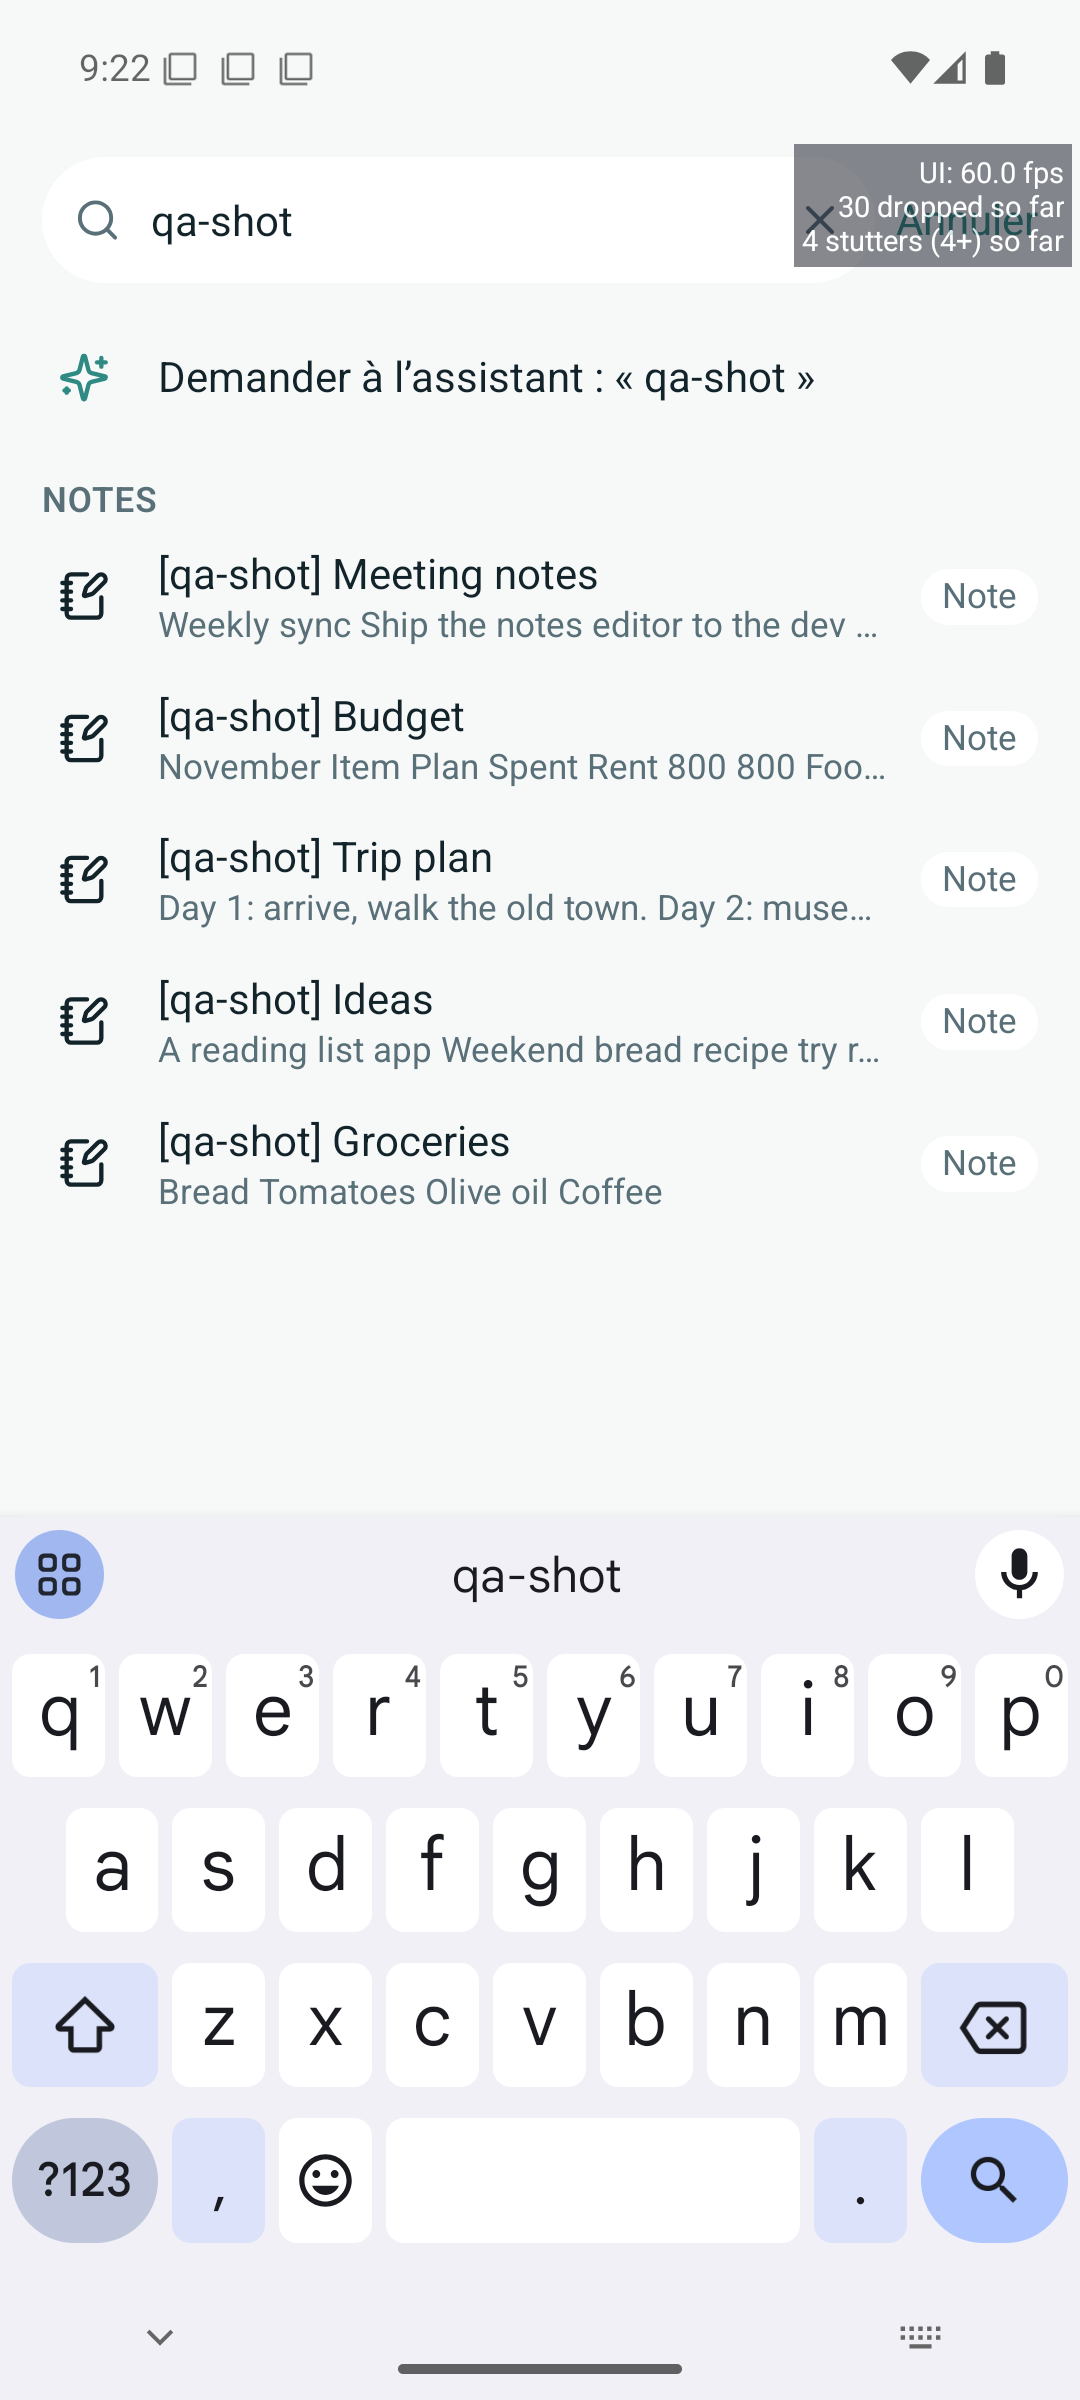 9:22
UI: 60.0 fps
30 dropped so far
4 stutters (4+) so far
qa-shot
Annuler
Demander à l’assistant : « qa-shot »
NOTES
[qa-shot] Meeting notes
Weekly sync Ship the notes editor to the dev …
Note
[qa-shot] Budget
November Item Plan Spent Rent 800 800 Foo…
Note
[qa-shot] Trip plan
Day 1: arrive, walk the old town. Day 2: muse…
Note
[qa-shot] Ideas
A reading list app Weekend bread recipe try r…
Note
[qa-shot] Groceries
Bread Tomatoes Olive oil Coffee
Note
qa-shot
q 1 w 2 e 3 r 4 t 5 y 6 u 7 i 8 o 9 p 0
a s d f g h j k l
z x c v b n m
?123 , .